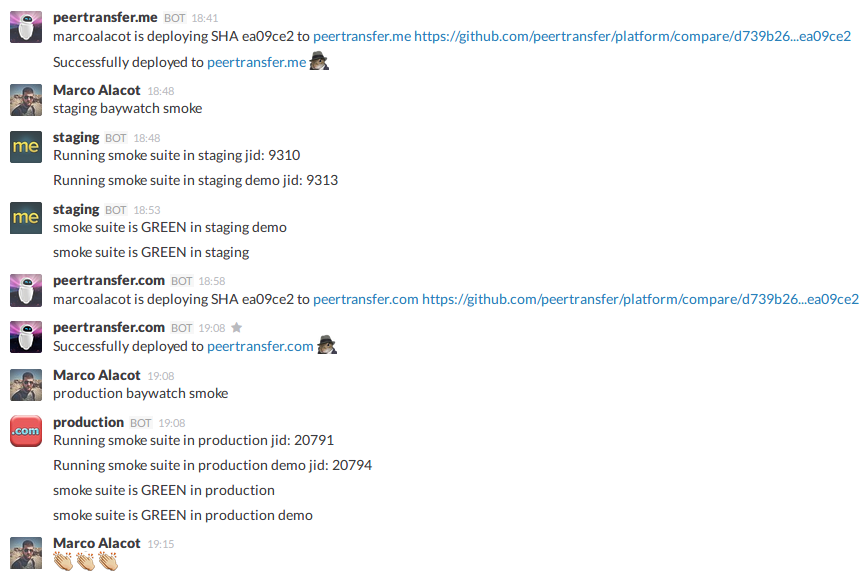 peertransfer.me BOT 18:41
marcoalacot is deploying SHA ea09ce2 to peertransfer.me https://github.com/peertransfer/platform/compare/d739b26...ea09ce2
Successfully deployed to peertransfer.me
Marco Alacot 18:48
staging baywatch smoke
me
staging BOT 18:48
Running smoke suite in staging jid: 9310
Running smoke suite in staging demo jid: 9313
me
staging BOT 18:53
smoke suite is GREEN in staging demo
smoke suite is GREEN in staging
peertransfer.com BOT 18:58
marcoalacot is deploying SHA ea09ce2 to peertransfer.com https://github.com/peertransfer/platform/compare/d739b26...ea09ce2
peertransfer.com BOT 19:08
Successfully deployed to peertransfer.com
Marco Alacot 19:08
production baywatch smoke
.com
production BOT 19:08
Running smoke suite in production jid: 20791
Running smoke suite in production demo jid: 20794
smoke suite is GREEN in production
smoke suite is GREEN in production demo
Marco Alacot 19:15